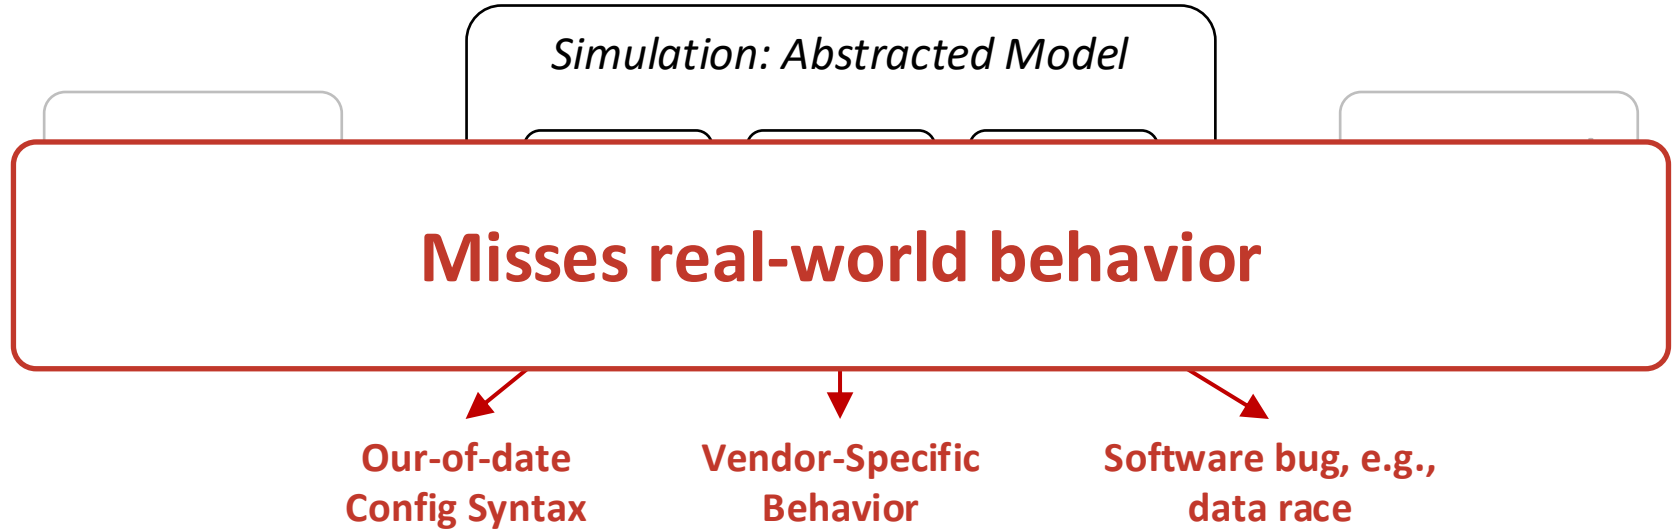 Simulation: Abstracted Model
Misses real-world behavior
Our-of-date
Config Syntax
Vendor-Specific
Behavior
Software bug, e.g.,
data race